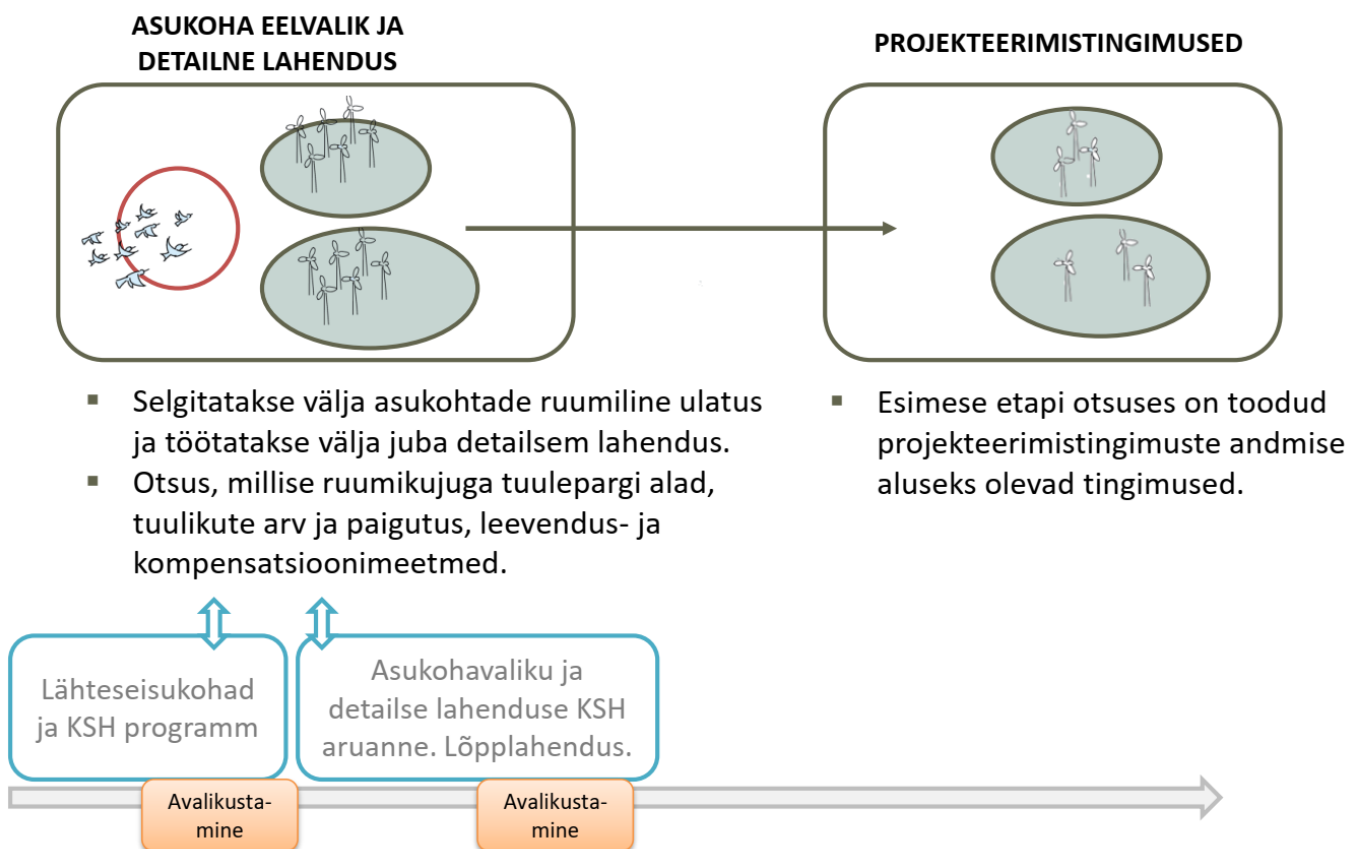 ASUKOHA EELVALIK JA
DETAILNE LAHENDUS
PROJEKTEERIMISTINGIMUSED
▪ Selgitatakse välja asukohtade ruumiline ulatus
ja töötatakse välja juba detailsem lahendus.
▪ Otsus, millise ruumikujuga tuulepargi alad,
tuulikute arv ja paigutus, leevendus- ja
kompensatsioonimeetmed.
▪ Esimese etapi otsuses on toodud
projekteerimistingimuste andmise
aluseks olevad tingimused.
Lähteseisukohad
ja KSH programm
Asukohavaliku ja
detailse lahenduse KSH
aruanne. Lõpplahendus.
Avalikusta-
mine
Avalikusta-
mine